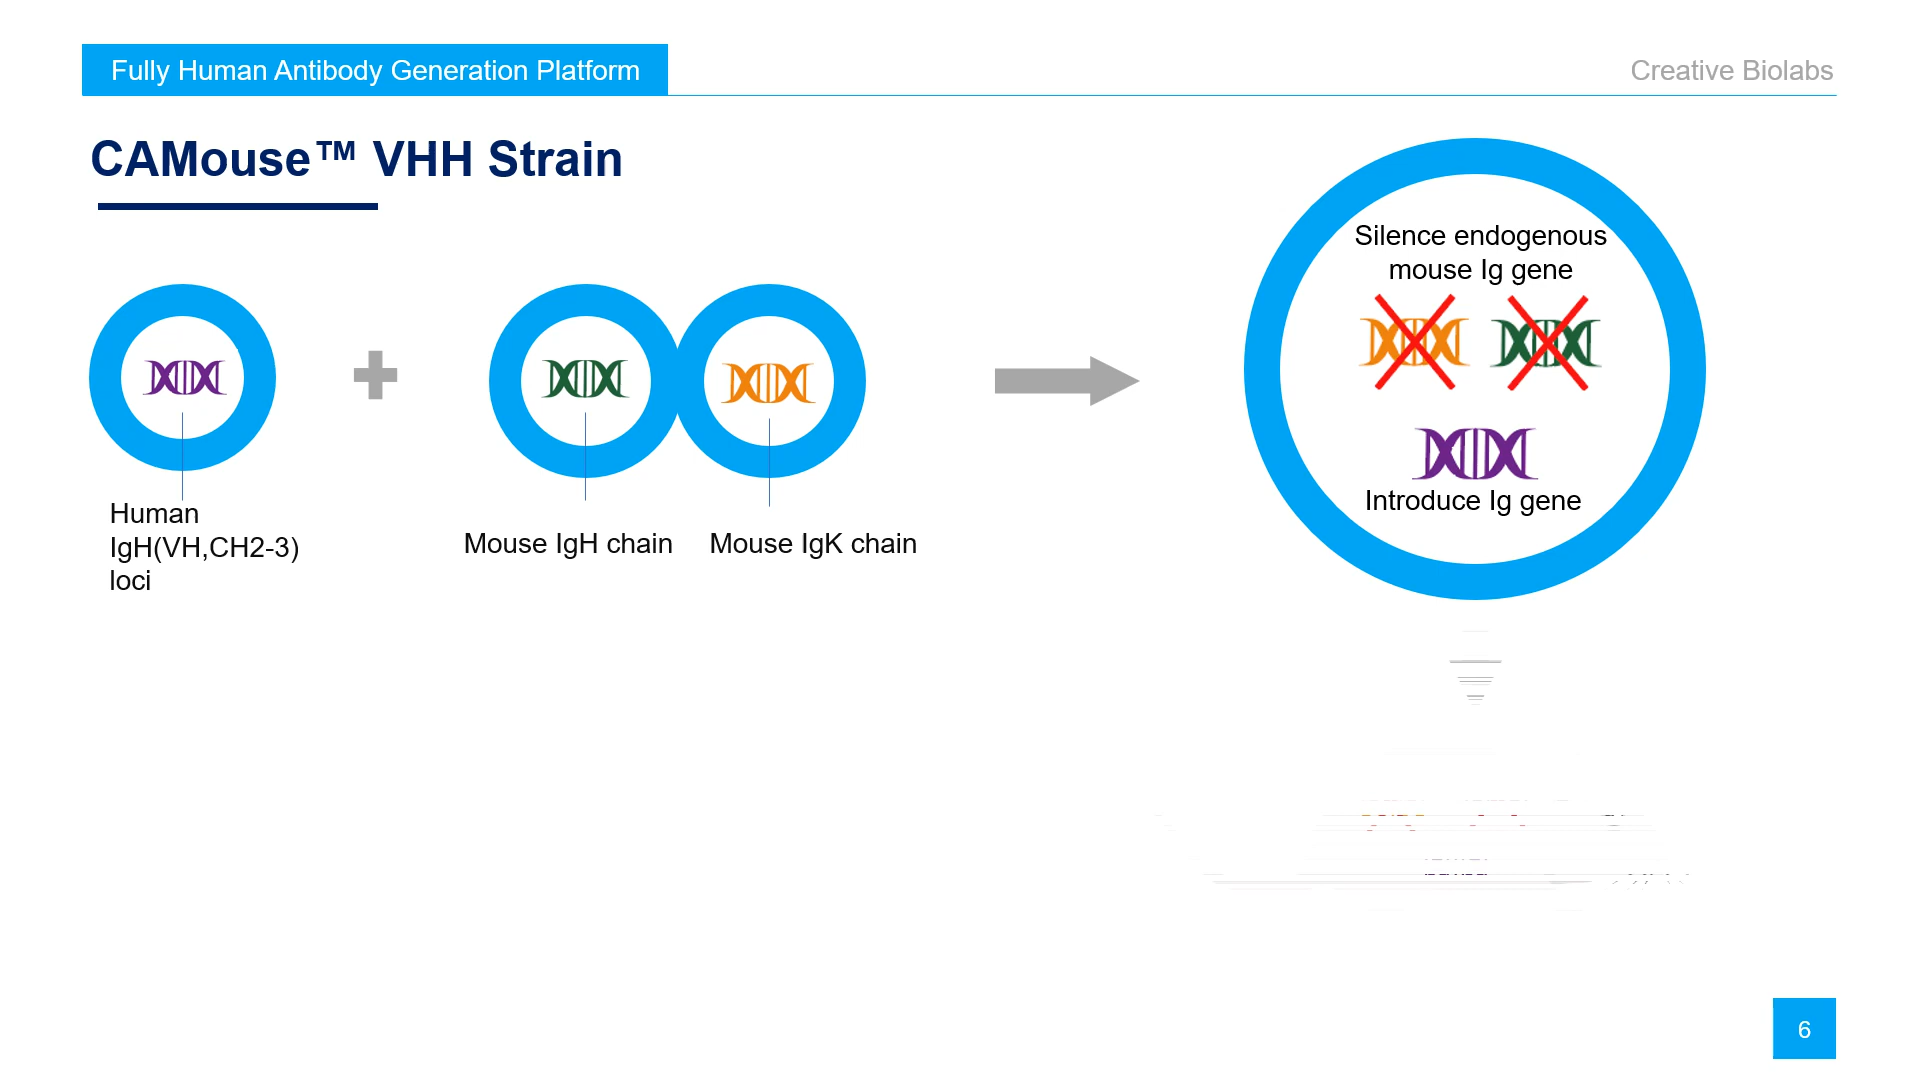 Fully Human Antibody Generation Platform
Creative Biolabs
CAMouse™ VHH Strain
Human
IgH(VH,CH2-3)
loci
Mouse IgH chain
Mouse IgK chain
Silence endogenous
mouse Ig gene
Introduce Ig gene
6